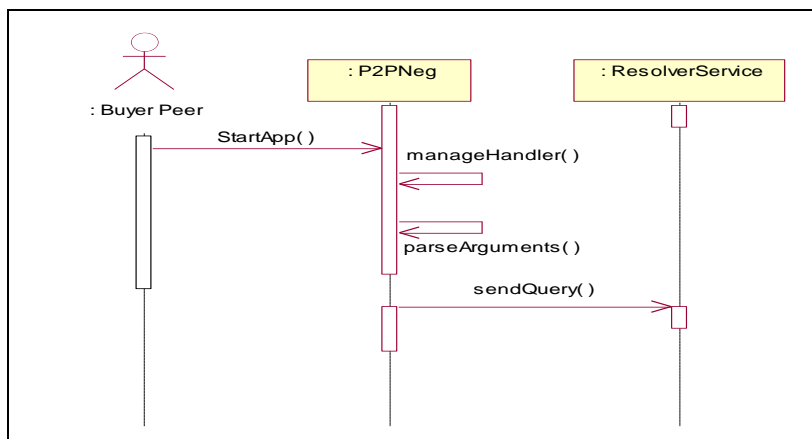 : P2PNeg
: ResolverService
: Buyer Peer
StartApp( )
manageHandler( )
parseArguments( )
sendQuery( )